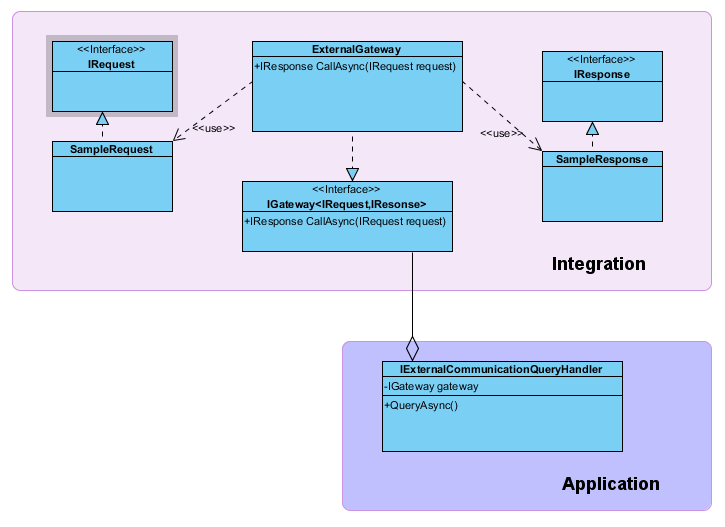 <<Interface>>
IRequest
ExternalGateway
+IResponse CallAsync(IRequest request)
<<Interface>>
IResponse
<<use>>
<<use>>
SampleRequest
SampleResponse
<<Interface>>
IGateway<IRequest,IResonse>
+IResponse CallAsync(IRequest request)
Integration
IExternalCommunicationQueryHandler
-IGateway gateway
+QueryAsync()
Application